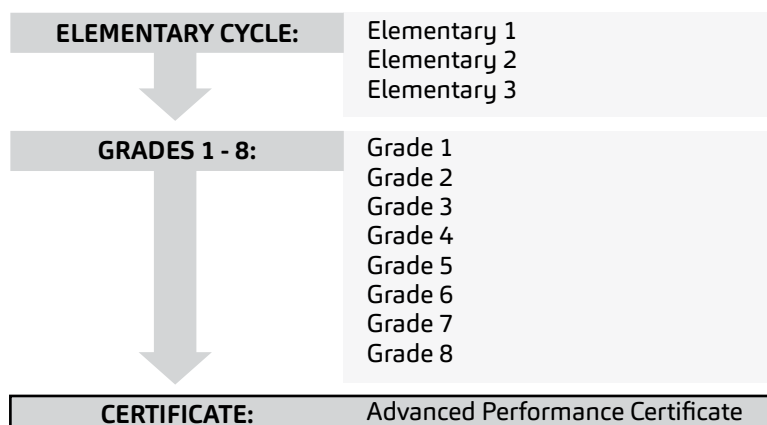 ELEMENTARY CYCLE:
Elementary 1
Elementary 2
Elementary 3
GRADES 1 - 8:
Grade 1
Grade 2
Grade 3
Grade 4
Grade 5
Grade 6
Grade 7
Grade 8
CERTIFICATE:
Advanced Performance Certificate